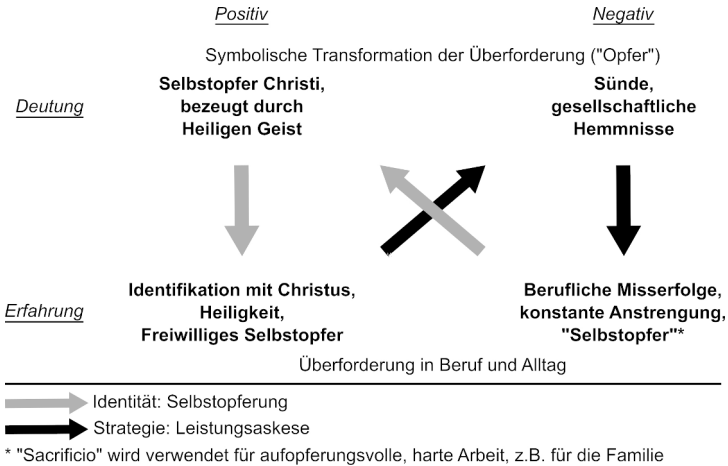 Positiv Negativ
Symbolische Transformation der Überforderung ("Opfer")
Deutung
Selbstopfer Christi,
bezeugt durch
Heiligen Geist
Sünde,
gesellschaftliche
Hemmnisse
Erfahrung
Identifikation mit Christus,
Heiligkeit,
Freiwilliges Selbstopfer
Berufliche Misserfolge,
konstante Anstrengung,
"Selbstopfer"*
Überforderung in Beruf und Alltag
Identität: Selbstopferung
Strategie: Leistungsaskese
* "Sacrificio" wird verwendet für aufopferungsvolle, harte Arbeit, z.B. für die Familie